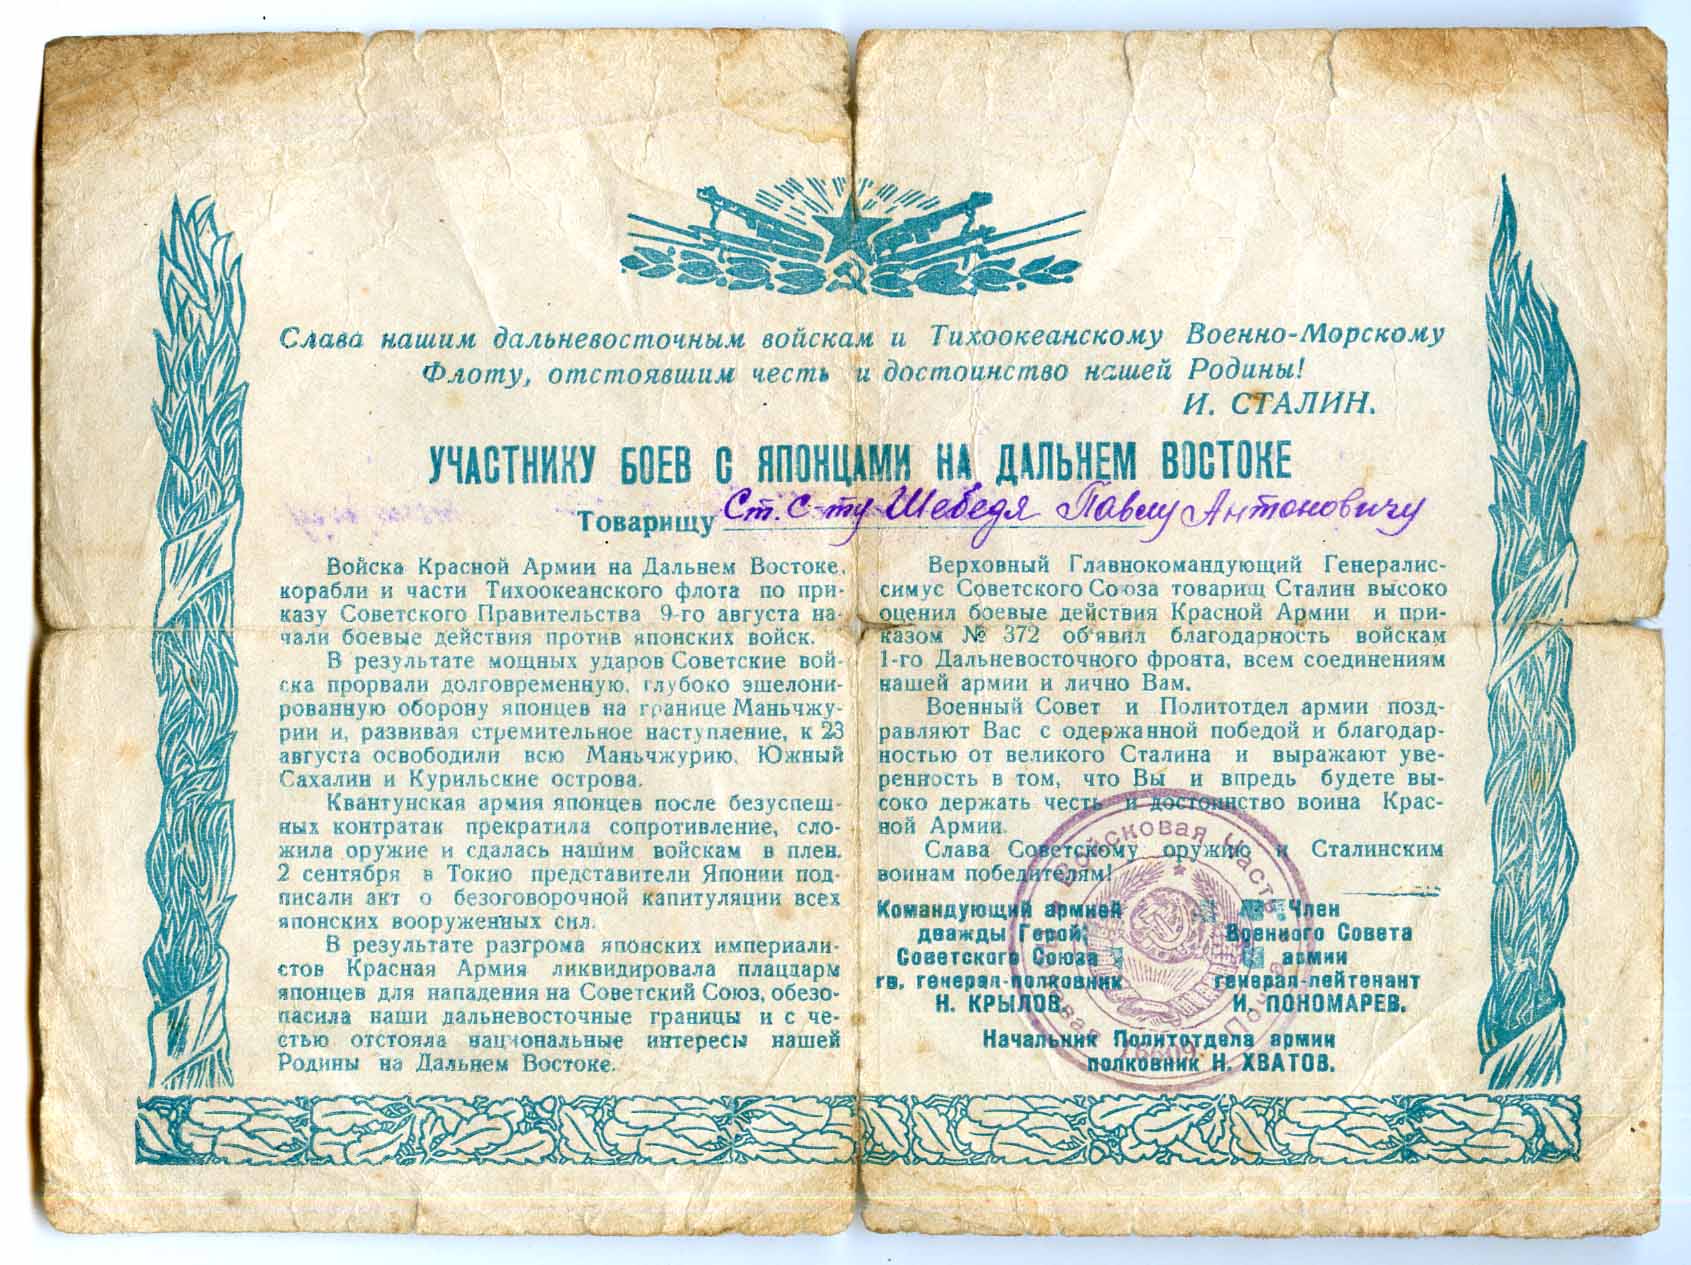 Слава нашим дальневосточным войскам и Тихоокеанскому Военно-Морскому
Флоту, отстоявшим честь и достоинство нашей Родины!
И. СТАЛИН.
УЧАСТНИКУ БОЕВ С ЯПОНЦАМИ НА ДАЛЬНЕМ ВОСТОКЕ
Товарищу Ст. с-ту Шебедя Павлу Антоновичу
Войска Красной Армии на Дальнем Востоке,
корабли и части Тихоокеанского флота по при-
казу Советского Правительства 9-го августа на-
чали боевые действия против японских войск.
В результате мощных ударов Советские вой-
ска прорвали долговременную, глубоко эшелони-
рованную оборону японцев на границе Маньчжу-
рии и, развивая стремительное наступление, к 23
августа освободили всю Маньчжурию, Южный
Сахалин и Курильские острова.
Квантунская армия японцев после безуспеш-
ных контратак прекратила сопротивление, сло-
жила оружие и сдалась нашим войскам в плен.
2 сентября в Токио представители Японии под-
писали акт о безоговорочной капитуляции всех
японских вооруженных сил.
В результате разгрома японских империали-
стов Красная Армия ликвидировала плацдарм
японцев для нападения на Советский Союз, обезо-
пасила наши дальневосточные границы и с че-
стью отстояла национальные интересы нашей
Родины на Дальнем Востоке.
Верховный Главнокомандующий Генералис-
симус Советского Союза товарищ Сталин высоко
оценил боевые действия Красной Армии и при-
казом № 372 об'явил благодарность войскам
1-го Дальневосточного фронта, всем соединениям
нашей армии и лично Вам.
Военный Совет и Политотдел армии позд-
равляют Вас с одержанной победой и благодар-
ностью от великого Сталина и выражают уве-
ренность в том, что Вы и впредь будете вы-
соко держать честь и достоинство воина Крас-
ной Армии.
Слава Советскому оружию и Сталинским
воинам победителям!
Командующий армией
дважды Герой
Советского Союза
гв. генерал-полковник
Н. КРЫЛОВ.
Член
Военного Совета
армии
генерал-лейтенант
И. ПОНОМАРЕВ.
Начальник Политотдела армии
полковник Н. ХВАТОВ.
Войсковая часть
Полевая Почта